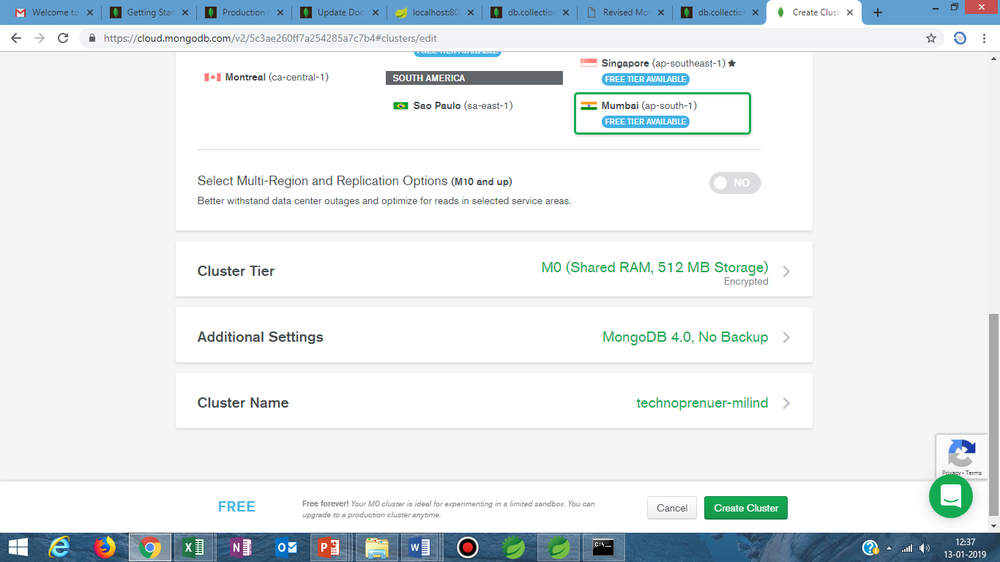 Welcome to
Getting Star
Production
Update Doc
localhost:80
db.collection
Revised Mo
db.collection
Create Clust
https://cloud.mongodb.com/v2/5c3ae260ff7a254285a7c7b4#clusters/edit
FREE TIER AVAILABLE
Montreal (ca-central-1)
SOUTH AMERICA
Sao Paulo (sa-east-1)
Singapore (ap-southeast-1) ★
FREE TIER AVAILABLE
Mumbai (ap-south-1)
FREE TIER AVAILABLE
Select Multi-Region and Replication Options (M10 and up)
NO
Better withstand data center outages and optimize for reads in selected service areas.
Cluster Tier
M0 (Shared RAM, 512 MB Storage)
Encrypted
Additional Settings
MongoDB 4.0, No Backup
Cluster Name
technoprenuer-milind
Privacy - Terms
FREE
Free forever! Your M0 cluster is ideal for experimenting in a limited sandbox. You can
upgrade to a production cluster anytime.
Cancel
Create Cluster
12:37
13-01-2019